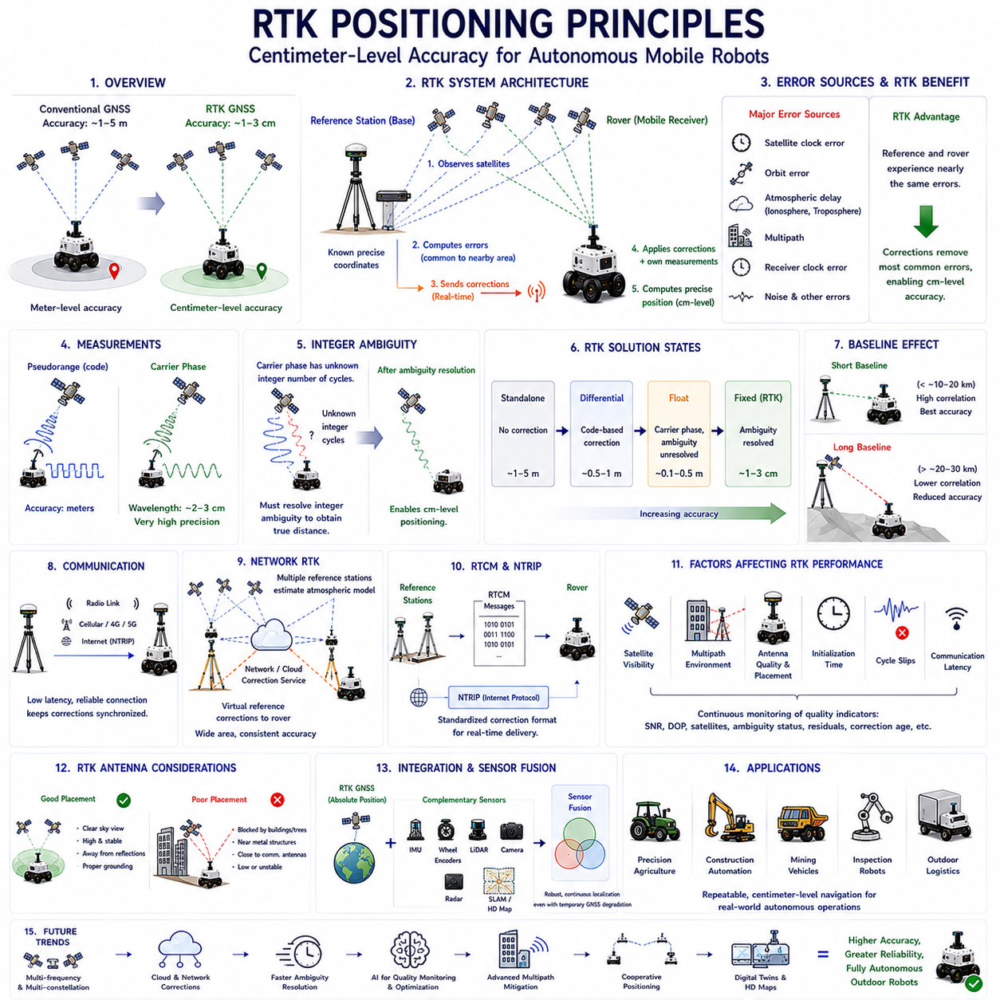 RTK POSITIONING PRINCIPLES
Centimeter-Level Accuracy for Autonomous Mobile Robots
1. OVERVIEW
Conventional GNSS
Accuracy: ~1–5 m
RTK GNSS
Accuracy: ~1–3 cm
Meter-level accuracy
Centimeter-level accuracy
2. RTK SYSTEM ARCHITECTURE
Reference Station (Base)
Rover (Mobile Receiver)
1. Observes satellites
Known precise
coordinates
2. Computes errors
(common to nearby area)
3. Sends corrections
(Real-time)
4. Applies corrections
+ own measurements
5. Computes precise
position (cm-level)
3. ERROR SOURCES & RTK BENEFIT
Major Error Sources
Satellite clock error
Orbit error
Atmospheric delay
(Ionosphere, Troposphere)
Multipath
Receiver clock error
Noise & other errors
RTK Advantage
Reference and rover
experience nearly
the same errors.
Corrections remove
most common errors,
enabling cm-level
accuracy.
4. MEASUREMENTS
Pseudorange (code)
Accuracy: meters
Carrier Phase
Wavelength: ~2–3 cm
Very high precision
5. INTEGER AMBIGUITY
Carrier phase has unknown
integer number of cycles.
?
Unknown
integer
cycles
Must resolve integer
ambiguity to obtain
true distance.
After ambiguity resolution
Enables cm-level
positioning.
6. RTK SOLUTION STATES
Standalone
No correction
~1–5 m
Differential
Code-based
correction
~0.5–1 m
Float
Carrier phase,
ambiguity
unresolved
~0.1–0.5 m
Fixed (RTK)
Ambiguity
resolved
~1–3 cm
Increasing accuracy
7. BASELINE EFFECT
Short Baseline
(< ~10–20 km)
High correlation
Best accuracy
Long Baseline
(> ~20–30 km)
Lower correlation
Reduced accuracy
8. COMMUNICATION
Radio Link
Cellular / 4G / 5G
Internet (NTRIP)
Low latency, reliable connection
keeps corrections synchronized.
9. NETWORK RTK
Multiple reference stations
estimate atmospheric model
Network / Cloud
Correction Service
Virtual reference
corrections to rover
Wide area, consistent accuracy
10. RTCM & NTRIP
Reference
Stations
RTCM
Messages
1010 0101
0011 1100
1010 0101
...
Rover
NTRIP (Internet Protocol)
Standardized correction format
for real-time delivery.
11. FACTORS AFFECTING RTK PERFORMANCE
Satellite
Visibility
Multipath
Environment
Antenna
Quality &
Placement
Initialization
Time
Cycle Slips
Communication
Latency
Continuous monitoring of quality indicators:
SNR, DOP, satellites, ambiguity status, residuals, correction age, etc.
12. RTK ANTENNA CONSIDERATIONS
Good Placement
• Clear sky view
• High & stable
• Away from reflections
• Proper grounding
Poor Placement
• Blocked by buildings/trees
• Near metal structures
• Close to comm. antennas
• Low or unstable
13. INTEGRATION & SENSOR FUSION
RTK GNSS
(Absolute Position)
+
Complementary Sensors
IMU
Wheel
Encoders
LiDAR
Camera
Radar
SLAM /
HD Map
Sensor
Fusion
Robust, continuous localization
even with temporary GNSS degradation
14. APPLICATIONS
Precision
Agriculture
Construction
Automation
Mining
Vehicles
Inspection
Robots
Outdoor
Logistics
Repeatable, centimeter-level navigation for
real-world autonomous operations
15. FUTURE
TRENDS
Multi-frequency
& Multi-constellation
Cloud & Network
Corrections
Faster Ambiguity
Resolution
AI for Quality Monitoring
& Optimization
Advanced Multipath
Mitigation
Cooperative
Positioning
Digital Twins &
HD Maps
=
Higher Accuracy,
Greater Reliability,
Fully Autonomous
Outdoor Robots